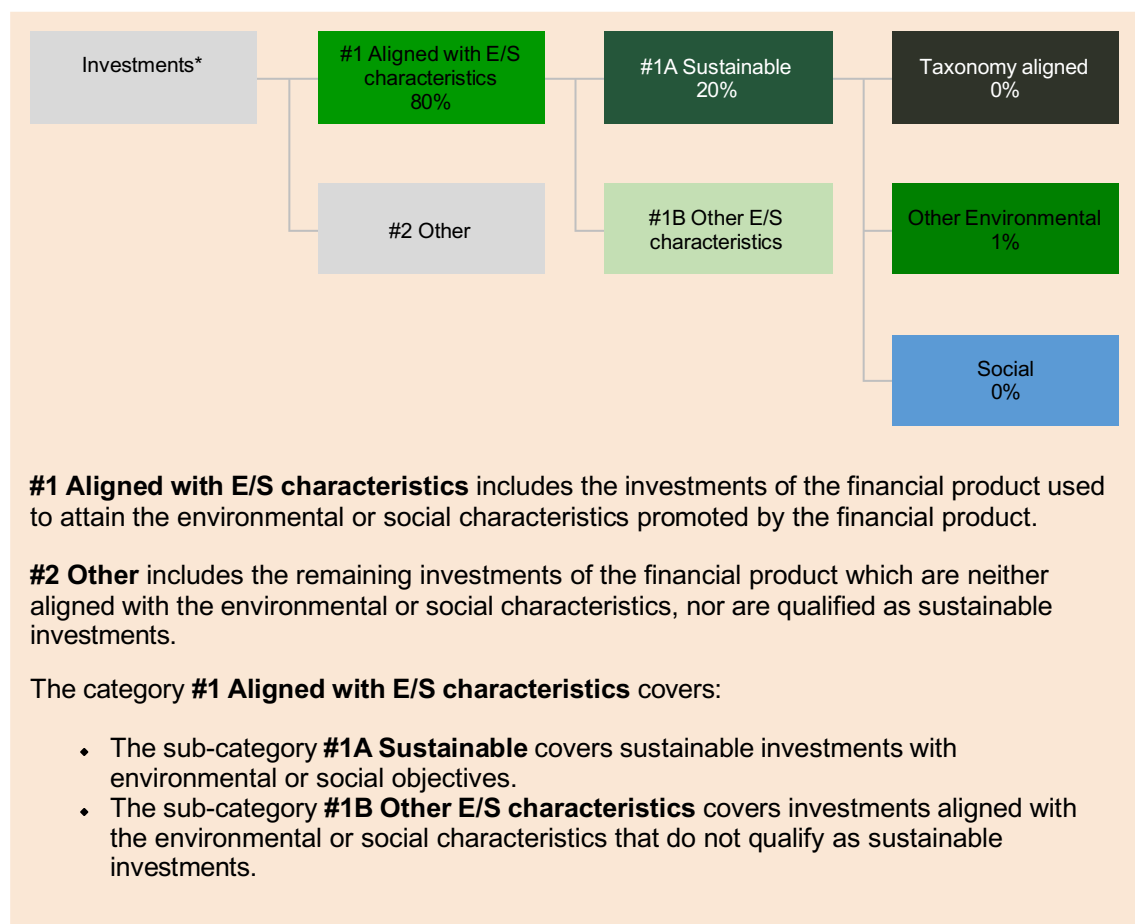 Investments*
#1 Aligned with E/S
characteristics
80%
#1A Sustainable
20%
Taxonomy aligned
0%
#2 Other
#1B Other E/S
characteristics
Other Environmental
1%
Social
0%
#1 Aligned with E/S characteristics includes the investments of the financial product used
to attain the environmental or social characteristics promoted by the financial product.
#2 Other includes the remaining investments of the financial product which are neither
aligned with the environmental or social characteristics, nor are qualified as sustainable
investments.
The category #1 Aligned with E/S characteristics covers:
• The sub-category #1A Sustainable covers sustainable investments with
environmental or social objectives.
• The sub-category #1B Other E/S characteristics covers investments aligned with
the environmental or social characteristics that do not qualify as sustainable
investments.